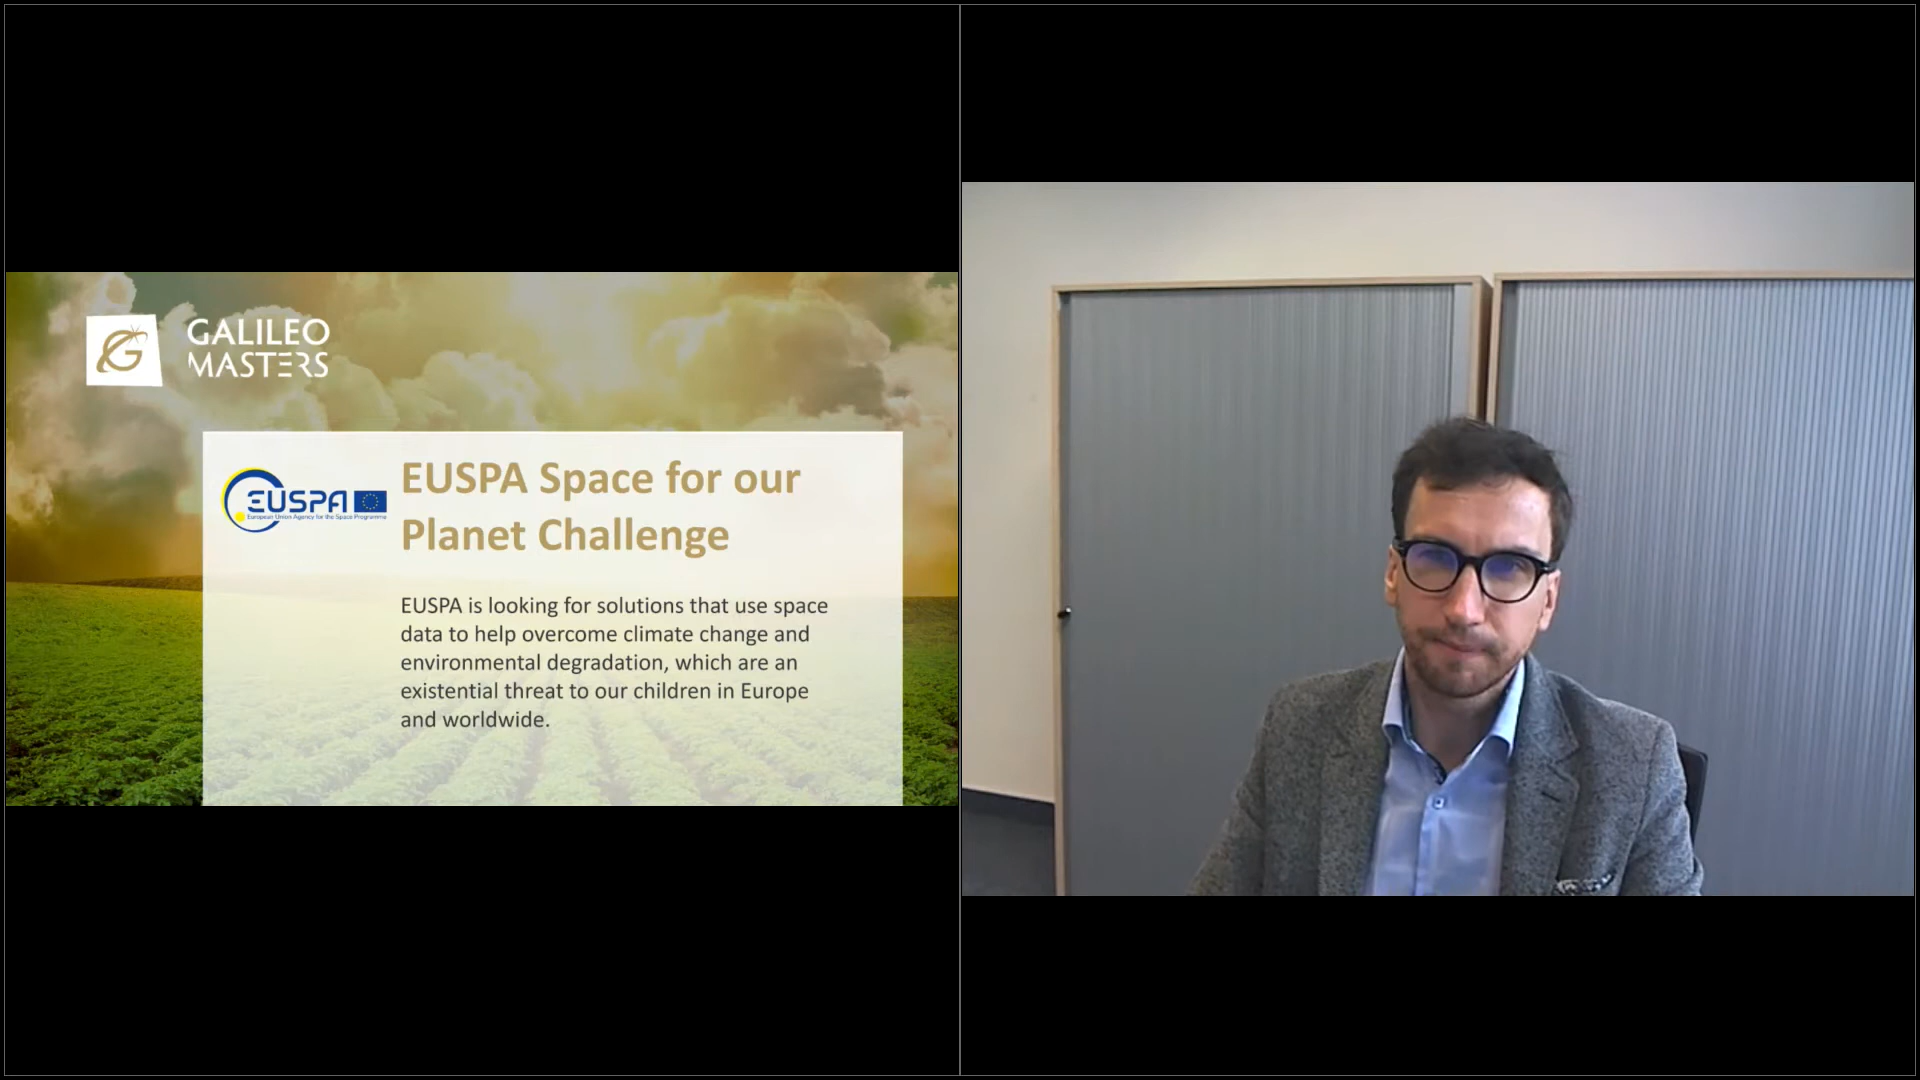 GALILEO
MASTERS
EUSPA
European Union Agency for the Space Programme
EUSPA Space for our
Planet Challenge
EUSPA is looking for solutions that use space
data to help overcome climate change and
environmental degradation, which are an
existential threat to our children in Europe
and worldwide.